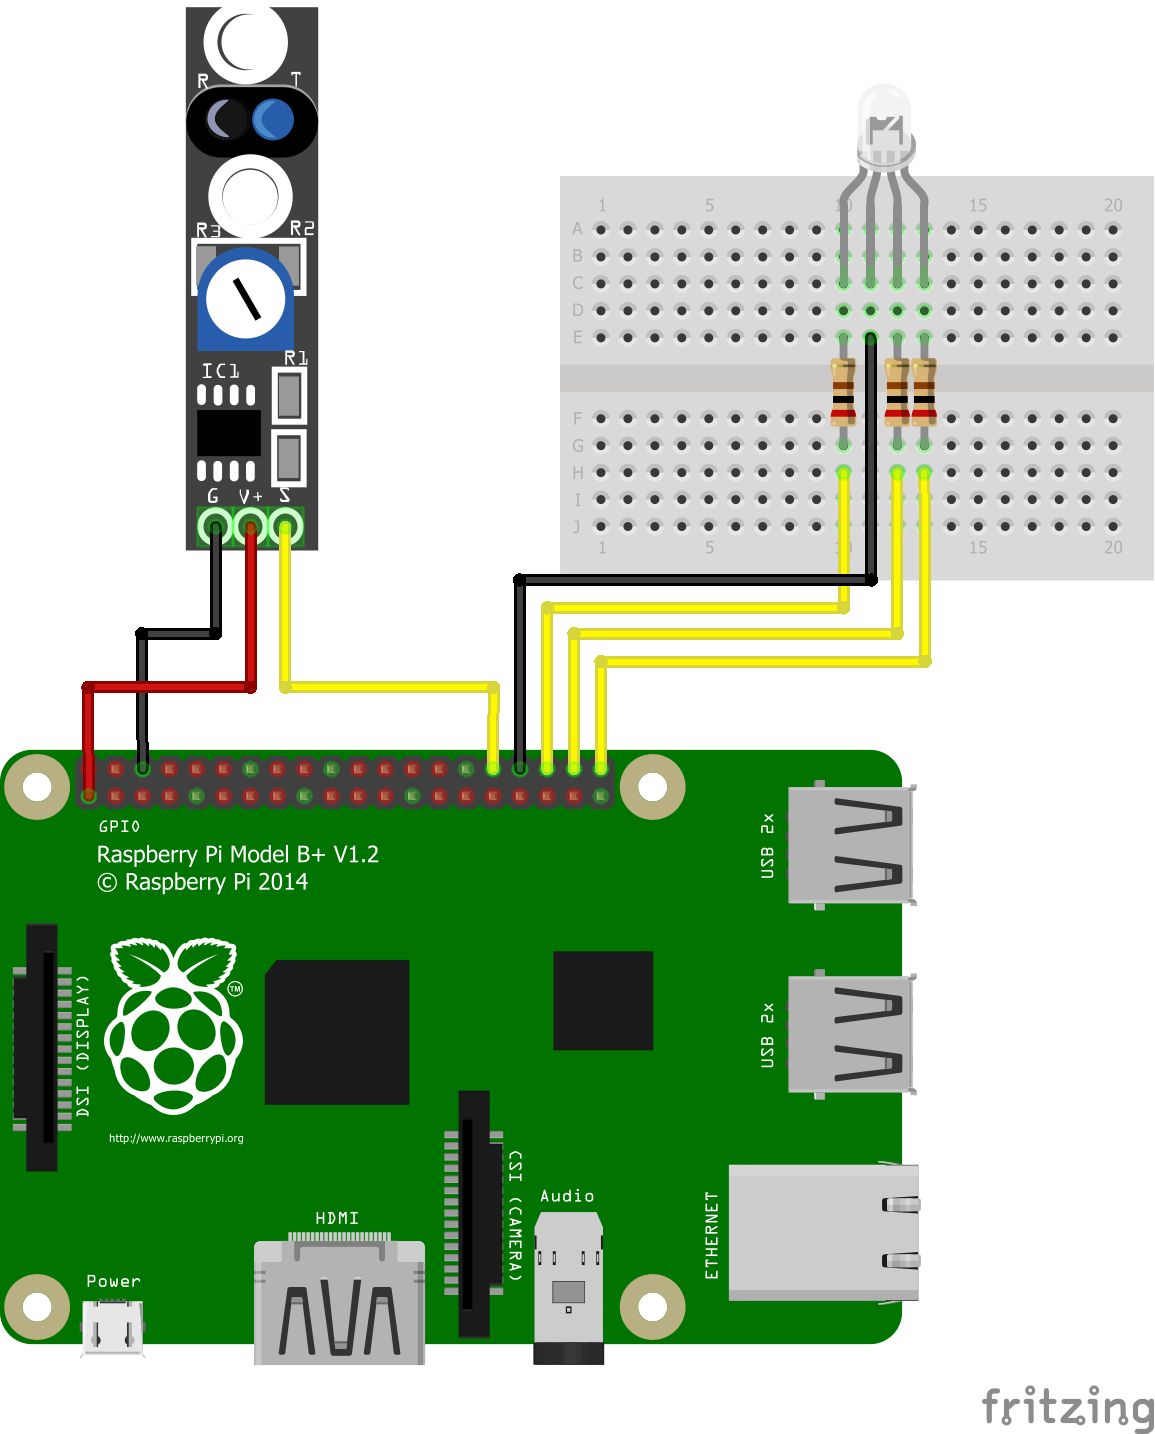 R T
R3 R2
R1
IC1
G V+ S
1 5 10 15 20
A
B
C
D
E
F
G
H
I
J
1 5 10 15 20
GPIO
Raspberry Pi Model B+ V1.2
© Raspberry Pi 2014
USB 2x
DSI (DISPLAY)
TM
USB 2x
http://www.raspberrypi.org
CSI (CAMERA)
Audio
ETHERNET
HDMI
Power
fritzing